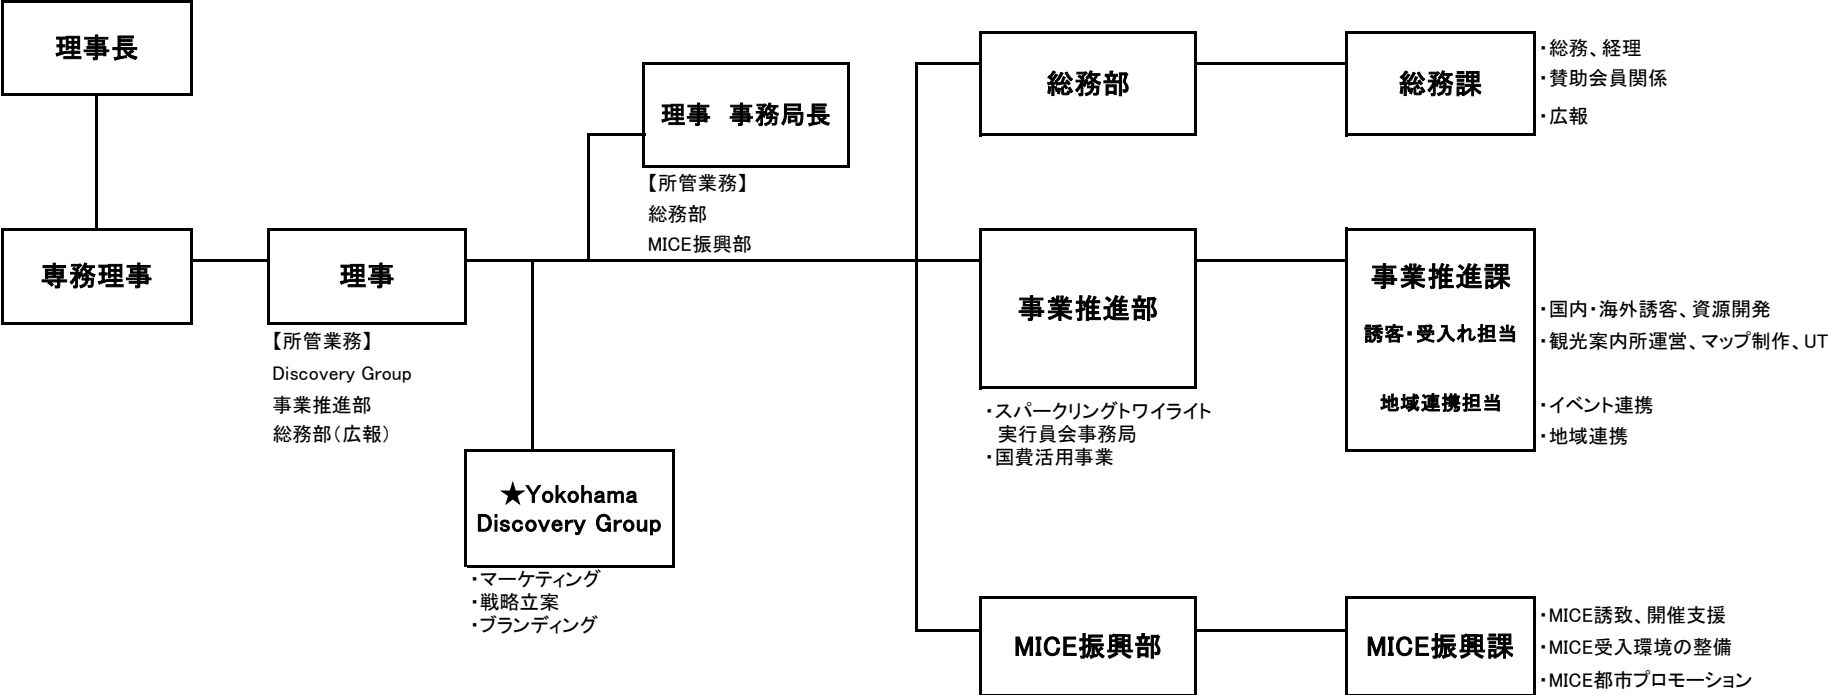 理事長
専務理事
理事
【所管業務】
Discovery Group
事業推進部
総務部（広報）
理事　事務局長
【所管業務】
総務部
MICE振興部
★Yokohama
Discovery Group
・マーケティング
・戦略立案
・ブランディング
総務部
総務課
・総務、経理
・賛助会員関係
・広報
事業推進部
・スパークリングトワイライト
実行員会事務局
・国費活用事業
事業推進課
誘客・受入れ担当
・国内・海外誘客、資源開発
・観光案内所運営、マップ制作、UT
地域連携担当
・イベント連携
・地域連携
MICE振興部
MICE振興課
・MICE誘致、開催支援
・MICE受入環境の整備
・MICE都市プロモーション